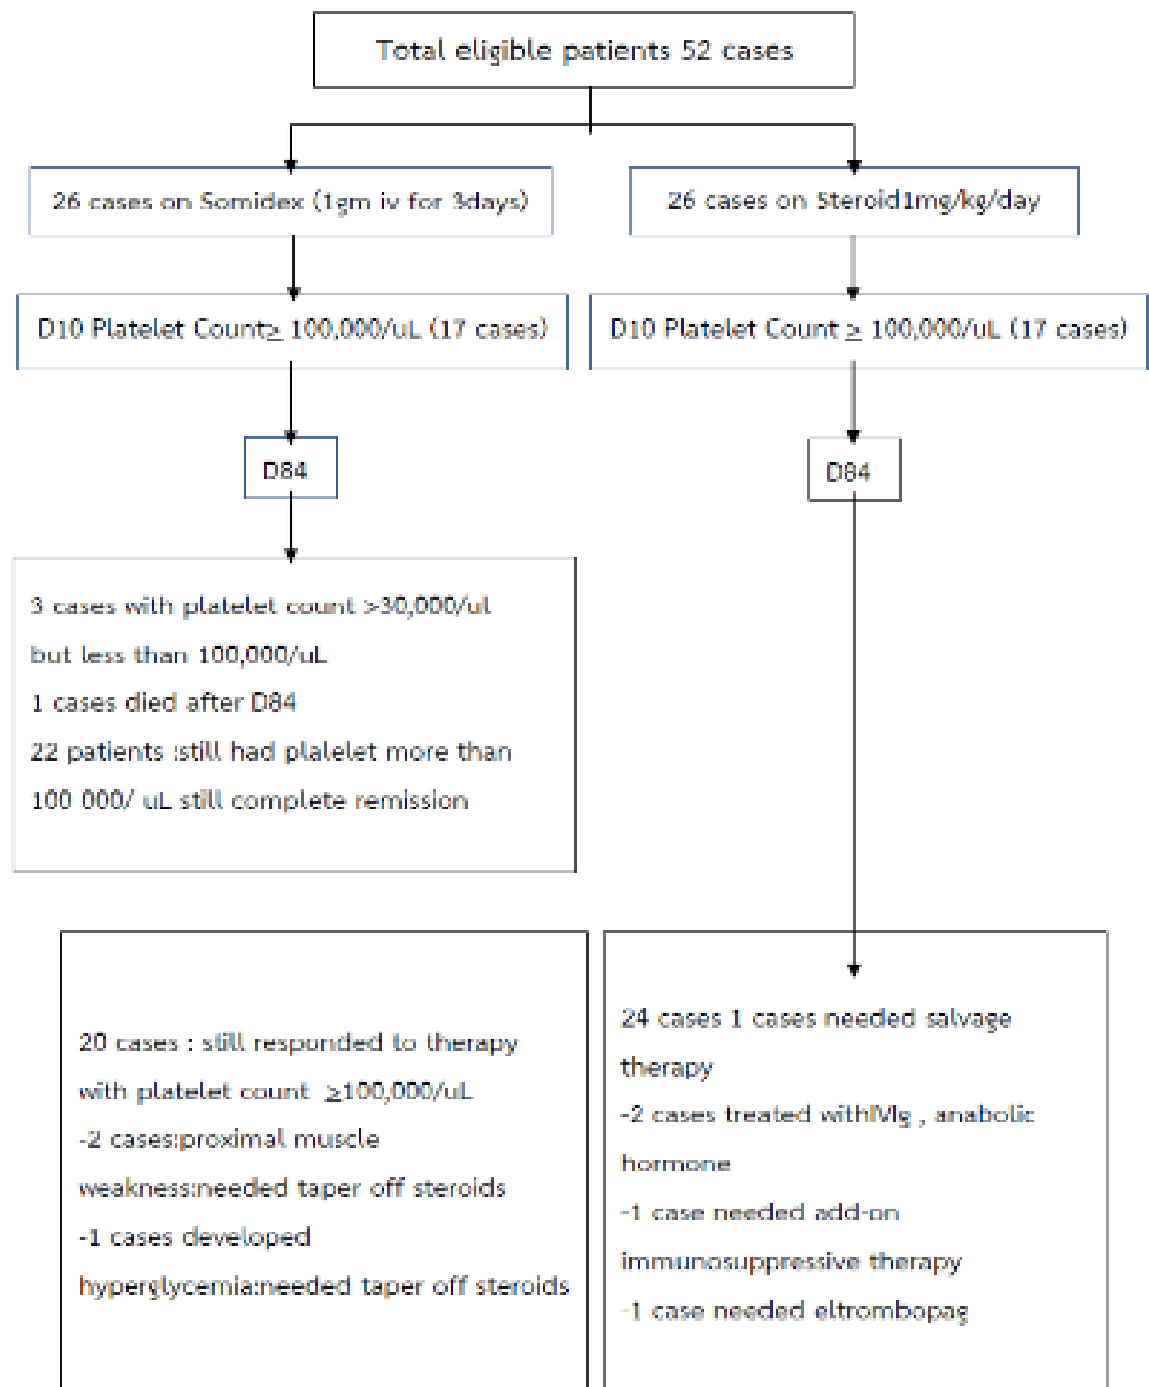 Total eligible patients 52 cases
26 cases on Somidex (1gm iv for 3days)
26 cases on Steroid1mg/kg/day
D10 Platelet Count≥ 100,000/uL (17 cases)
D10 Platelet Count ≥ 100,000/uL (17 cases)
D84
D84
3 cases with platelet count >30,000/ul
but less than 100,000/uL
1 cases died after D84
22 patients :still had plalelet more than
100 000/ uL still complete remission
20 cases : still responded to therapy
with platelet count ≥100,000/uL
-2 cases:proximal muscle
weakness:needed taper off steroids
-1 cases developed
hyperglycemia:needed taper off steroids
24 cases 1 cases needed salvage
therapy
-2 cases treated withIVIg , anabolic
hormone
-1 case needed add-on
immunosuppressive therapy
-1 case needed eltrombopag